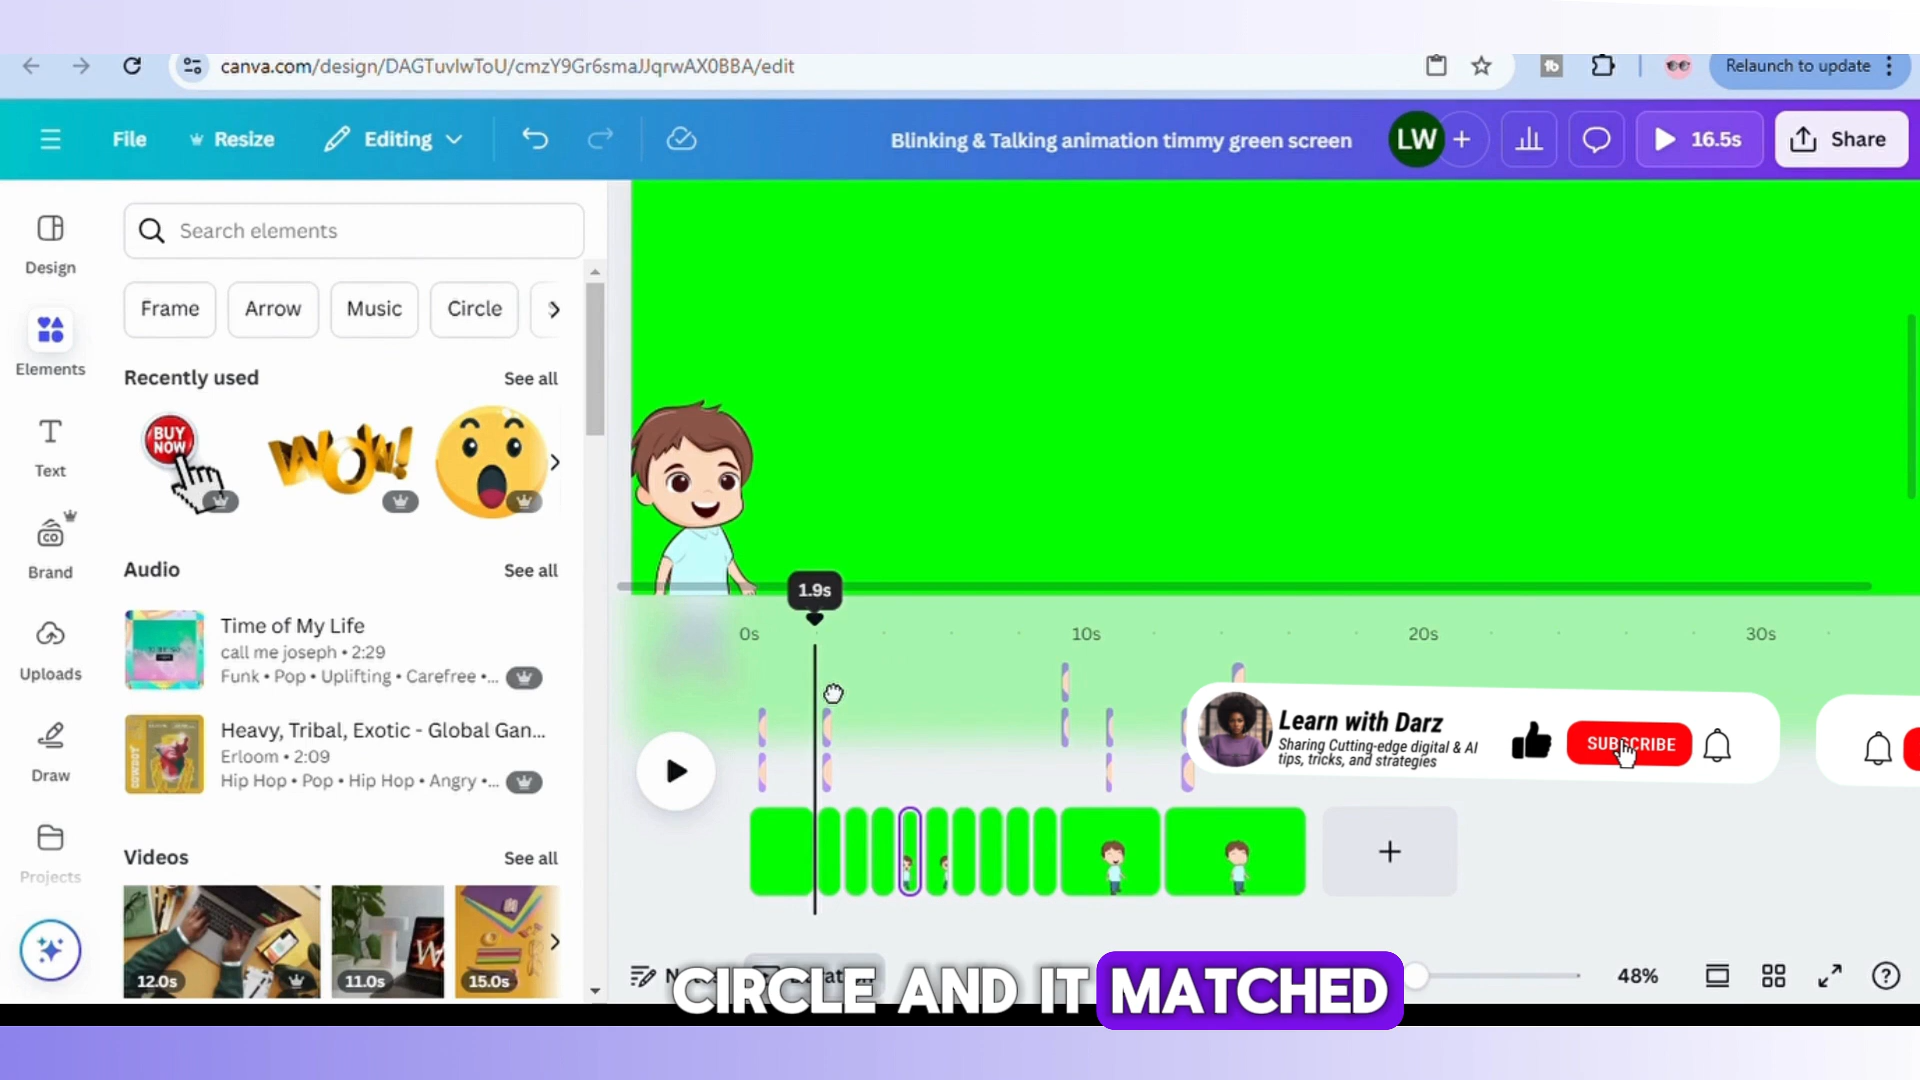 canva.com/design/DAGTuvlwToU/cmzY9Gr6smaJJqrwAX0BBA/edit
Relaunch to update
File
Resize
Editing
Blinking & Talking animation timmy green screen
LW
16.5s
Share
Design
Elements
Text
Brand
Uploads
Draw
Projects
Search elements
Frame
Arrow
Music
Circle
Recently used
See all
BUY
NOW
WOW!
Audio
See all
Time of My Life
call me joseph • 2:29
Funk • Pop • Uplifting • Carefree •...
Heavy, Tribal, Exotic - Global Gan...
Erloom • 2:09
Hip Hop • Pop • Hip Hop • Angry •...
Videos
See all
12.0s
11.0s
15.0s
1.9s
0s
10s
20s
30s
Learn with Darz
Sharing Cutting-edge digital & AI
tips, tricks, and strategies
SUBSCRIBE
48%
CIRCLE AND IT MATCHED